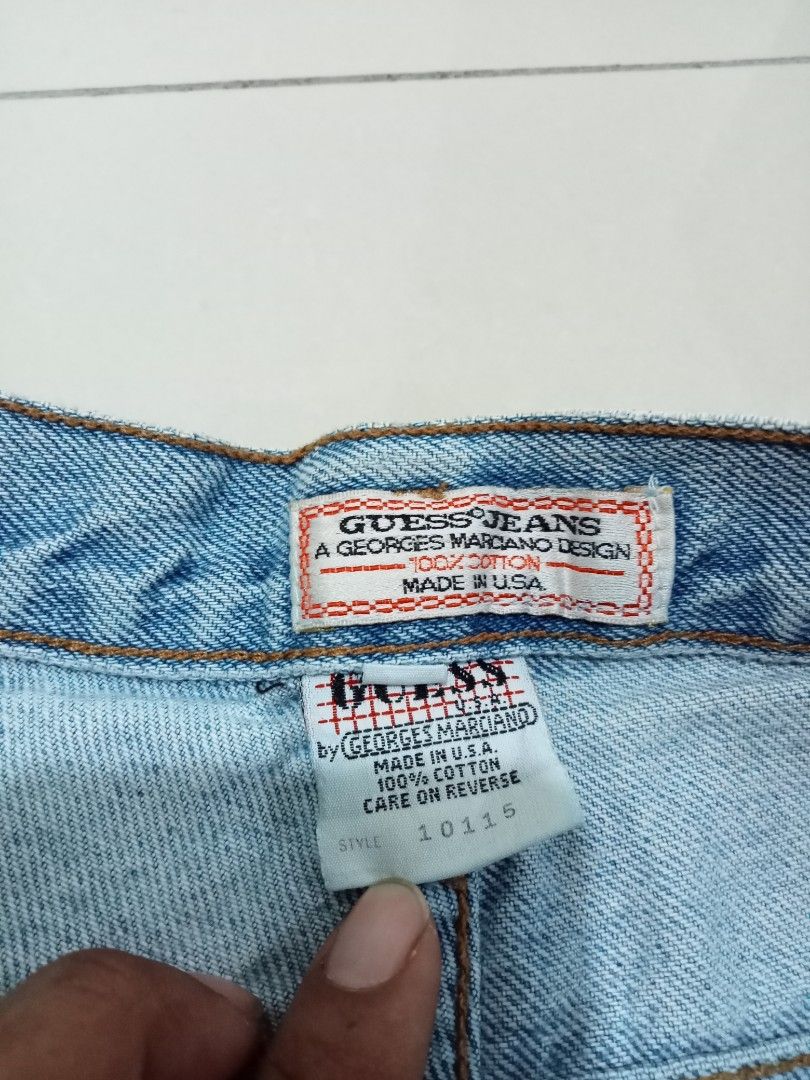 GUESS JEANS
A GEORGES MARCIANO DESIGN
100% COTTON
MADE IN U.S.A.
GUESS
U.S.A.
by GEORGES MARCIANO
MADE IN U.S.A.
100% COTTON
CARE ON REVERSE
STYLE 10115